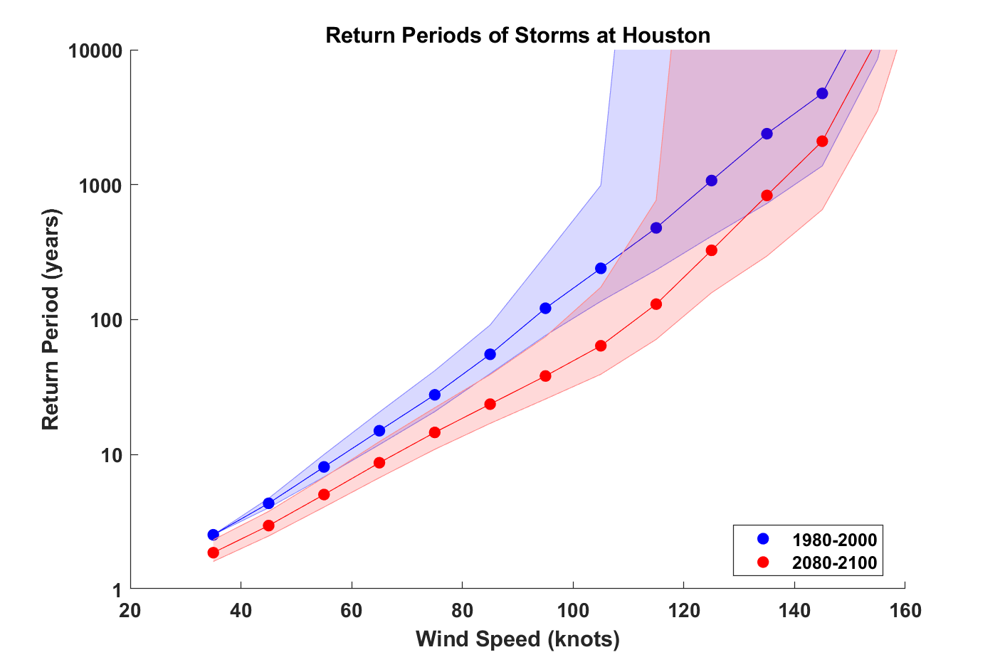 Return Periods of Storms at Houston
10000
1000
100
10
1
Return Period (years)
20 40 60 80 100 120 140 160
Wind Speed (knots)
1980-2000
2080-2100